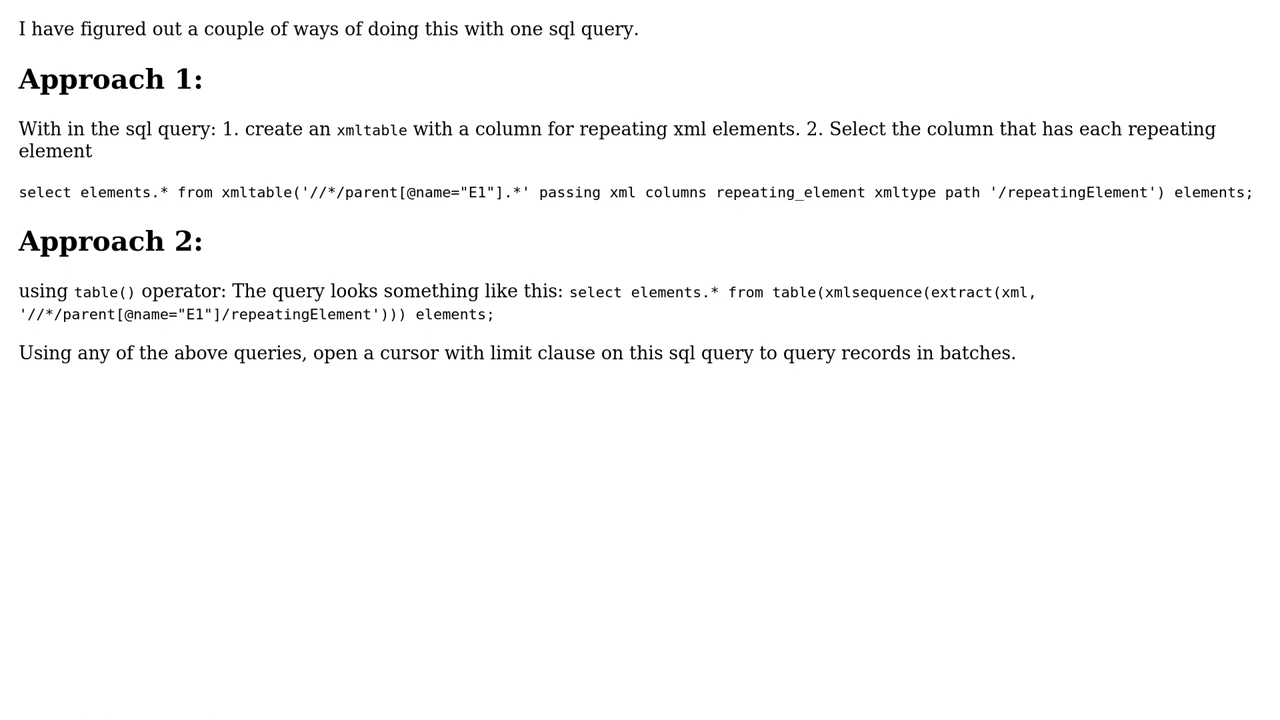 I have figured out a couple of ways of doing this with one sql query.
Approach 1:
With in the sql query: 1. create an xmltable with a column for repeating xml elements. 2. Select the column that has each repeating
element
select elements.* from xmltable('//*/parent[@name="E1"].*' passing xml columns repeating_element xmltype path '/repeatingElement') elements;
Approach 2:
using table() operator: The query looks something like this: select elements.* from table(xmlsequence(extract(xml,
'//*/parent[@name="E1"]/repeatingElement'))) elements;
Using any of the above queries, open a cursor with limit clause on this sql query to query records in batches.